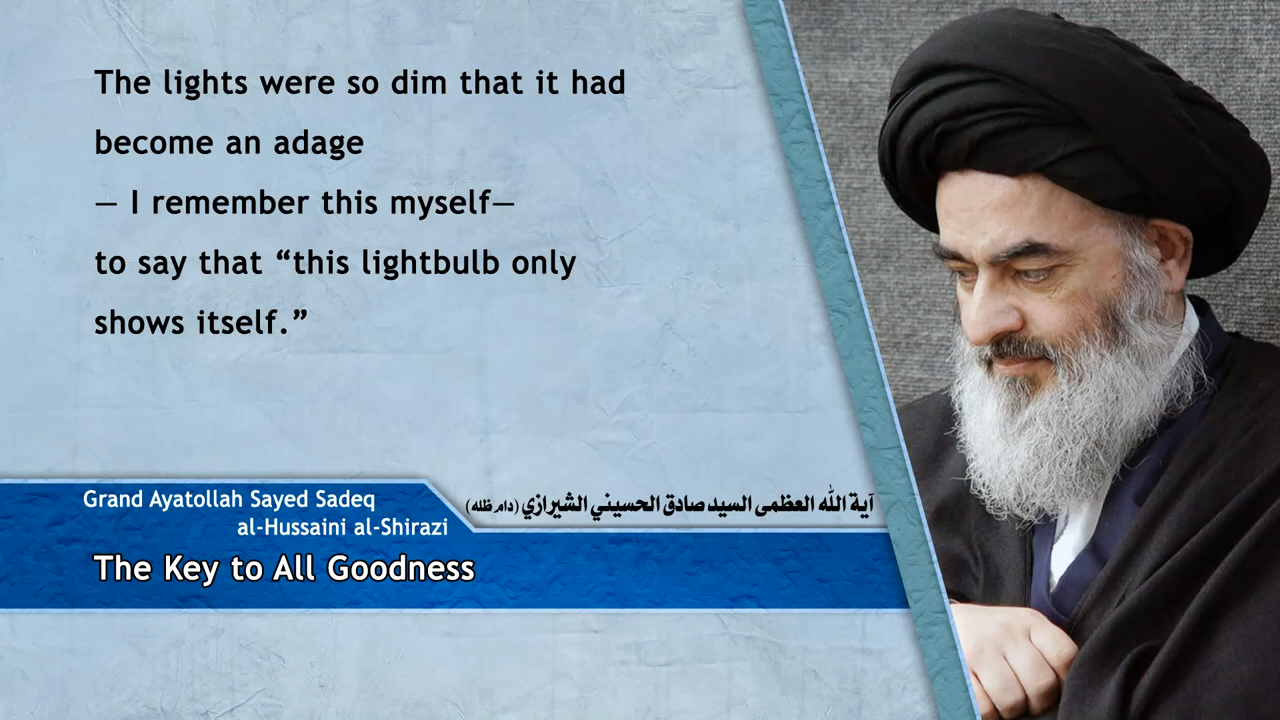 The lights were so dim that it had
become an adage
— I remember this myself—
to say that “this lightbulb only
shows itself.”
Grand Ayatollah Sayed Sadeq
al-Hussaini al-Shirazi
آية الله العظمى السيد صادق الحسيني الشيرازي (دام ظله)
The Key to All Goodness